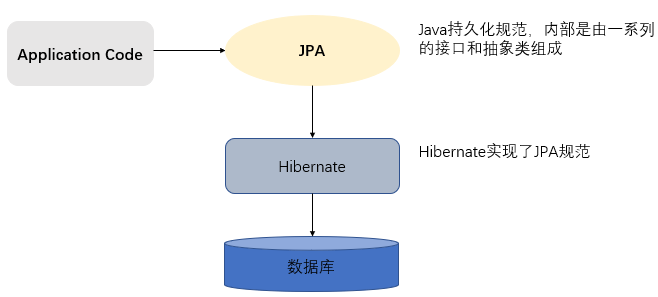 Application Code
JPA
Java持久化规范，内部是由一系列
的接口和抽象类组成
Hibernate
Hibernate实现了JPA规范
数据库